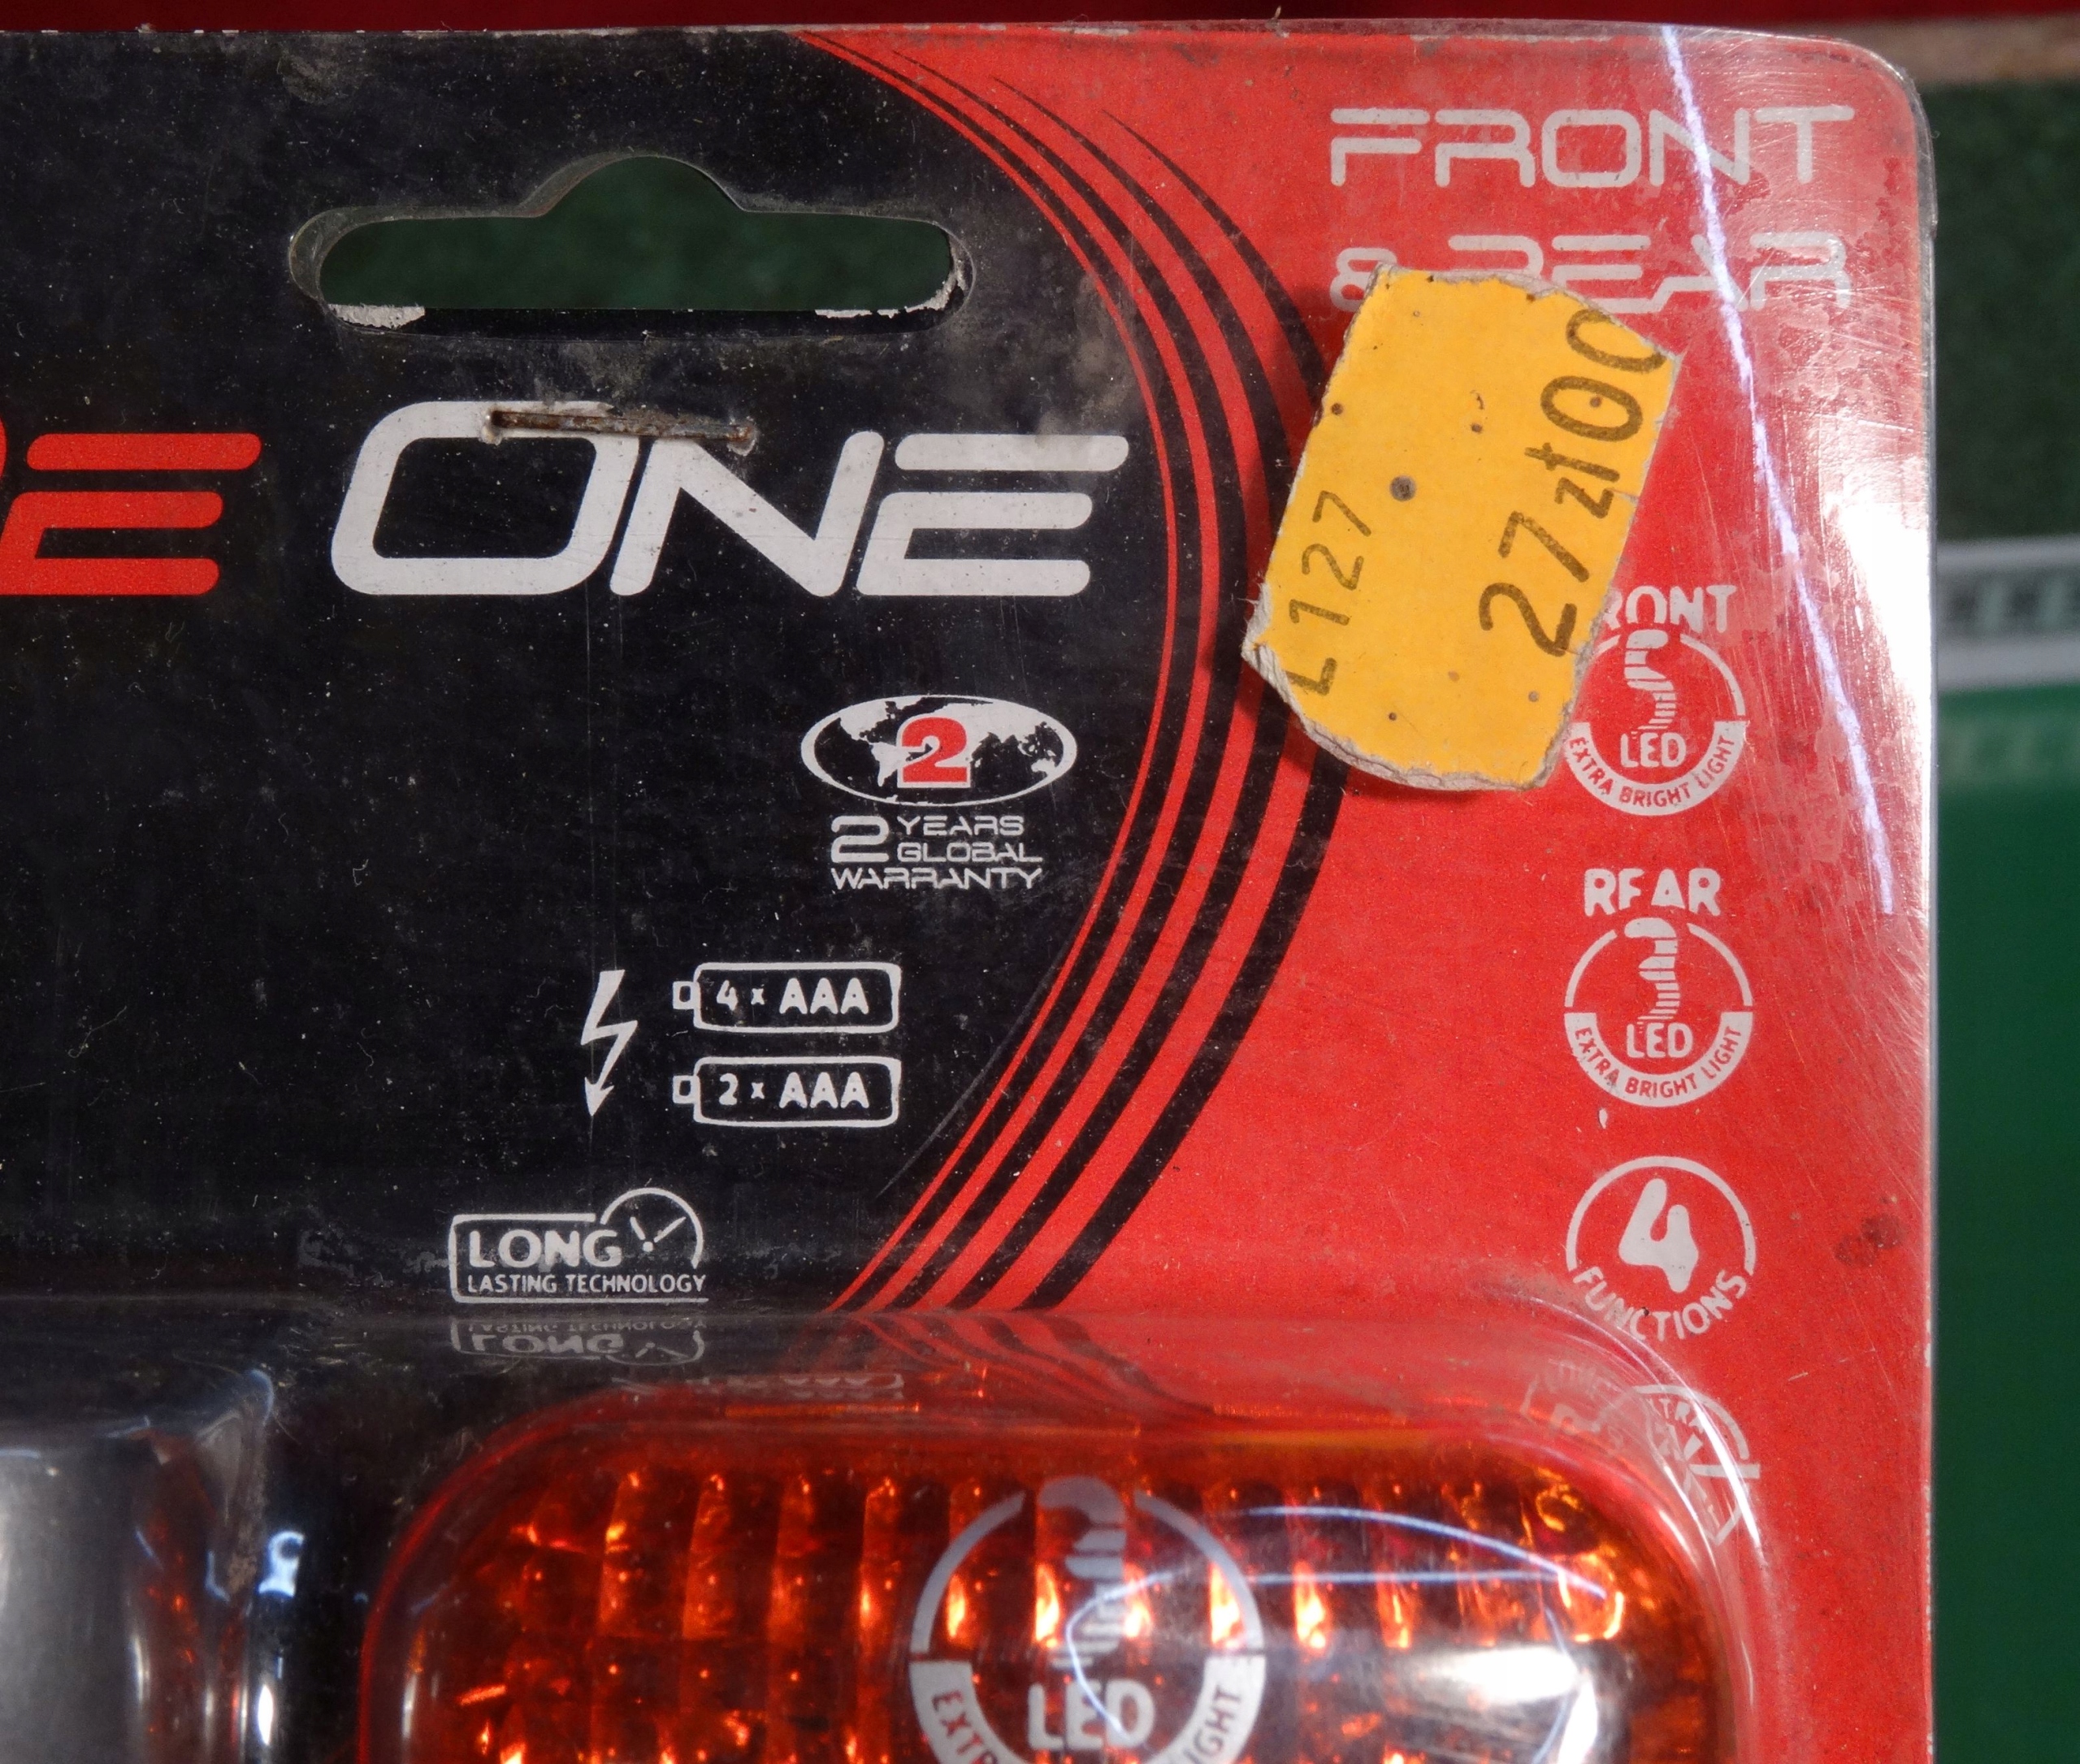 FRONT
& REAR
ONE
27zł00
L127
FRONT
5
LED
EXTRA BRIGHT LIGHT
2
2 YEARS
GLOBAL
WARRANTY
REAR
3
LED
EXTRA BRIGHT LIGHT
4 x AAA
2 x AAA
4
FUNCTIONS
LONG
LASTING TECHNOLOGY
3
LED